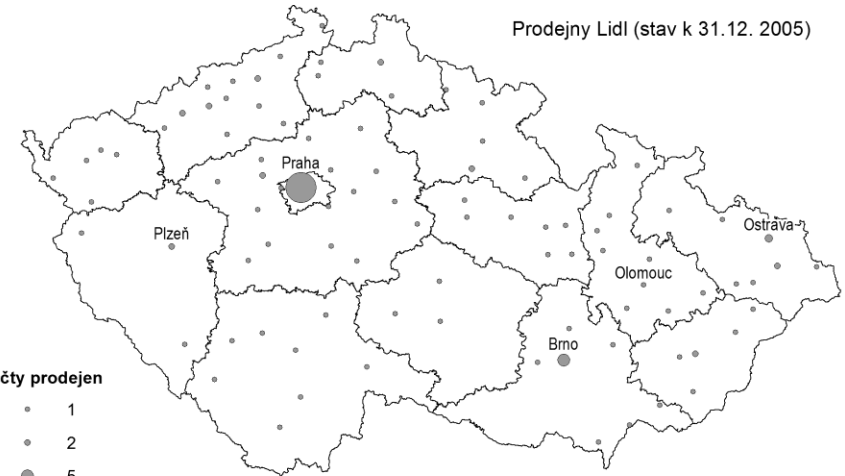 Prodejny Lidl (stav k 31.12. 2005)
Praha
Plzeň
Ostrava
Olomouc
Brno
čty prodejen
1
2
5